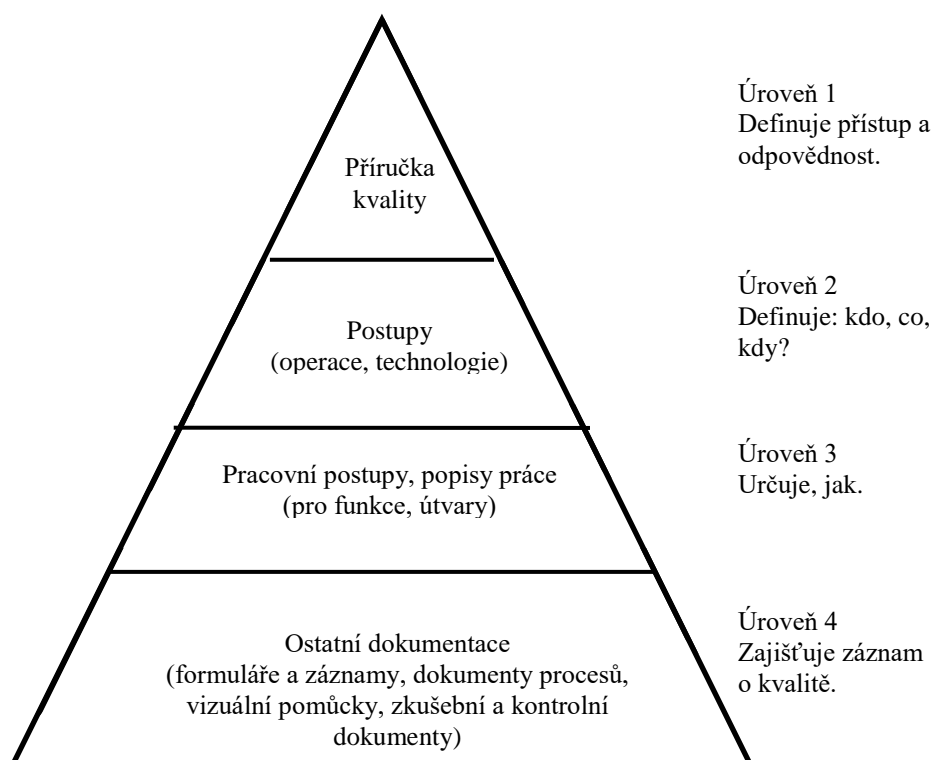 Příručka
kvality
Úroveň 1
Definuje přístup a
odpovědnost.
Postupy
(operace, technologie)
Úroveň 2
Definuje: kdo, co,
kdy?
Pracovní postupy, popisy práce
(pro funkce, útvary)
Úroveň 3
Určuje, jak.
Ostatní dokumentace
(formuláře a záznamy, dokumenty procesů,
vizuální pomůcky, zkušební a kontrolní
dokumenty)
Úroveň 4
Zajišťuje záznam
o kvalitě.